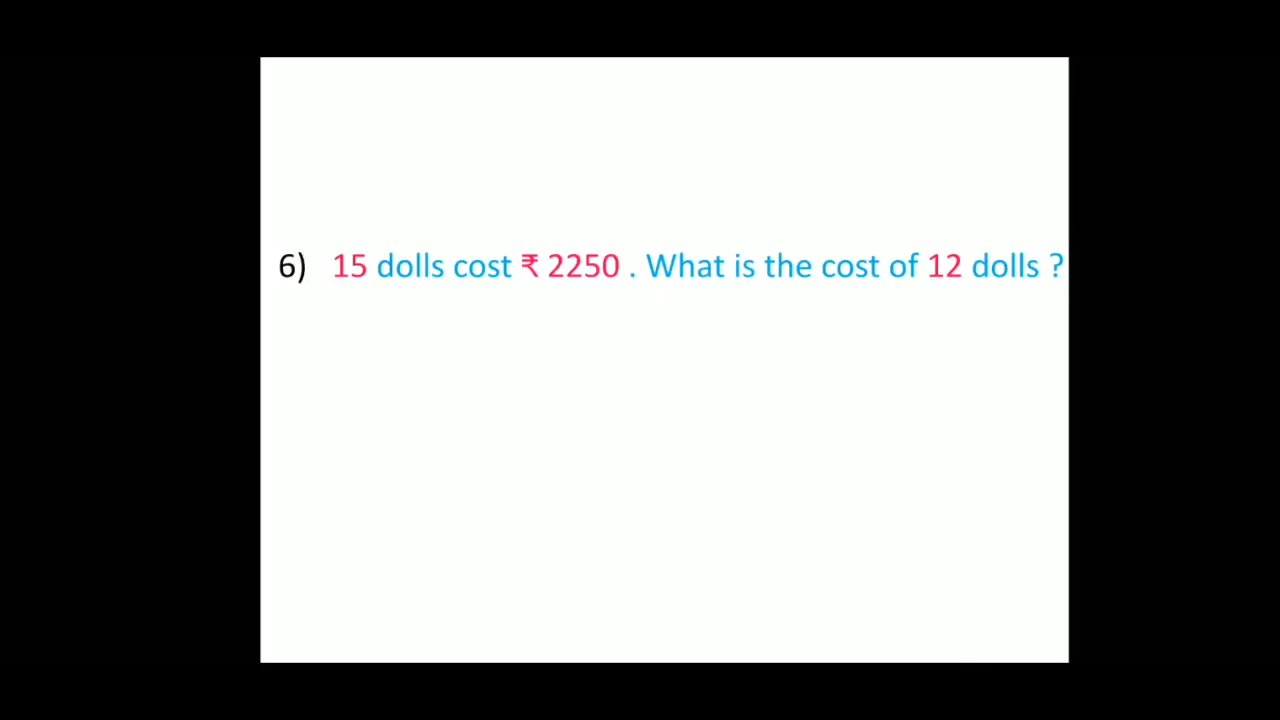 6) 15 dolls cost ₹ 2250 . What is the cost of 12 dolls ?